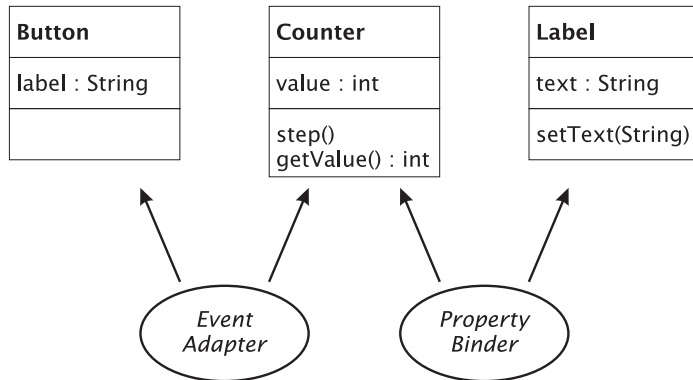 Button
label : String
Counter
value : int
step()
getValue() : int
Label
text : String
setText(String)
Event
Adapter
Property
Binder